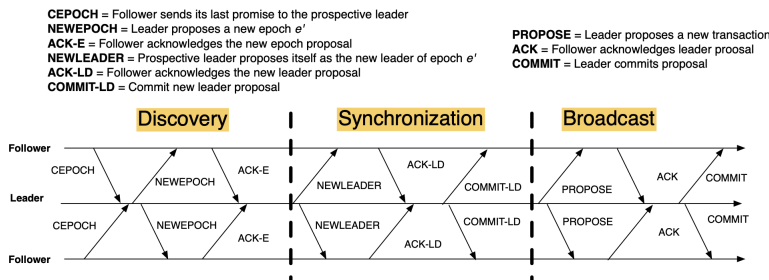 CEPOCH = Follower sends its last promise to the prospective leader
NEWEPOCH = Leader proposes a new epoch e'
ACK-E = Follower acknowledges the new epoch proposal
NEWLEADER = Prospective leader proposes itself as the new leader of epoch e'
ACK-LD = Follower acknowledges the new leader proposal
COMMIT-LD = Commit new leader proposal
PROPOSE = Leader proposes a new transaction
ACK = Follower acknowledges leader proosal
COMMIT = Leader commits proposal
Discovery
Synchronization
Broadcast
Follower
CEPOCH
NEWEPOCH
ACK-E
NEWLEADER
ACK-LD
COMMIT-LD
PROPOSE
ACK
COMMIT
Leader
CEPOCH
NEWEPOCH
ACK-E
NEWLEADER
ACK-LD
COMMIT-LD
PROPOSE
ACK
COMMIT
Follower